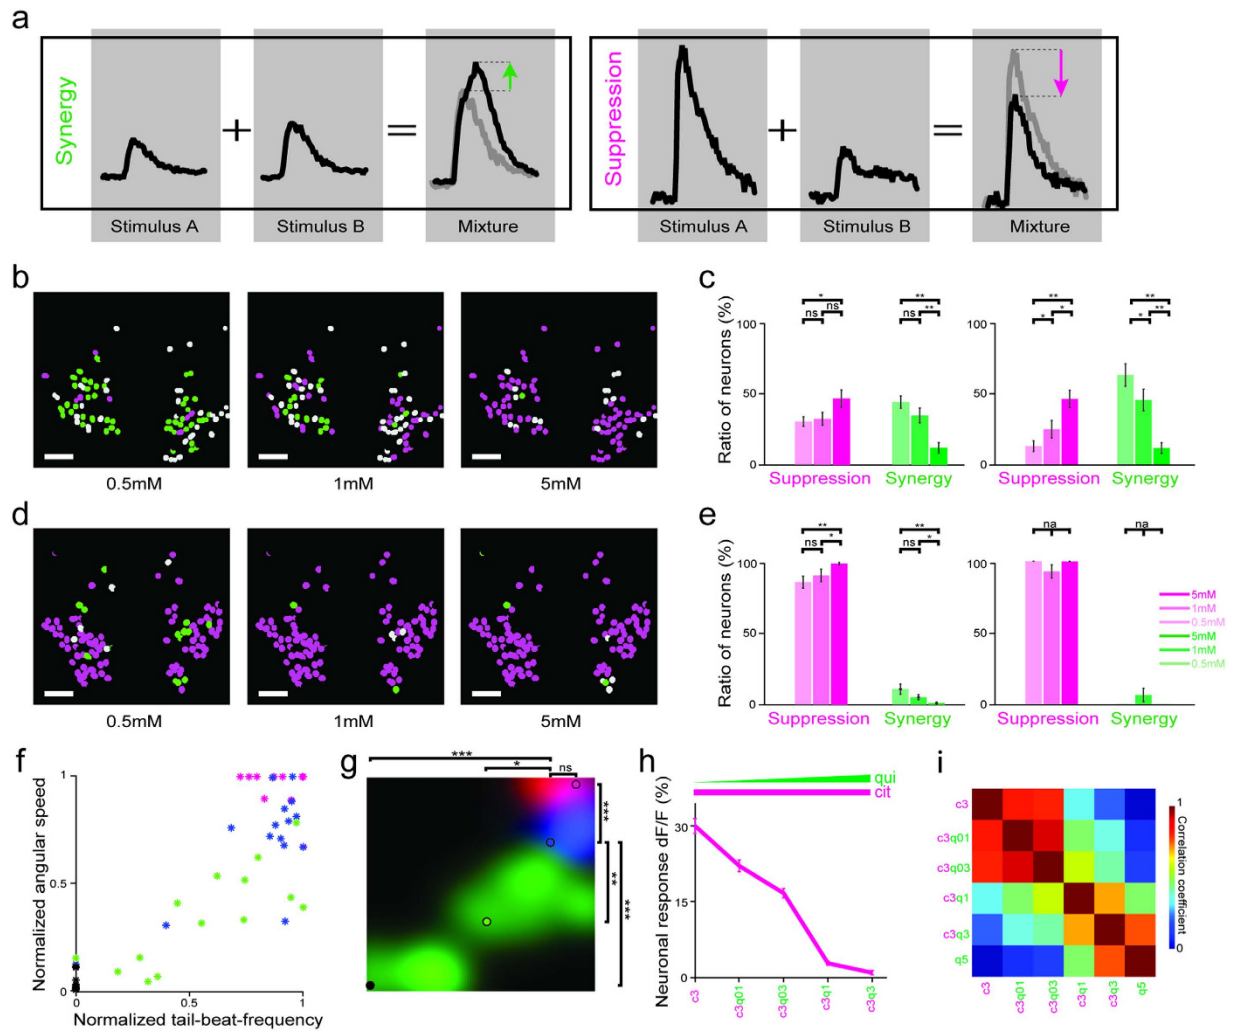 a
Synergy
+
=
Stimulus A
Stimulus B
Mixture
Suppression
+
=
Stimulus A
Stimulus B
Mixture
b
0.5mM
1mM
5mM
c
Ratio of neurons (%)
100
50
0
*
ns
ns
**
ns
**
Suppression
Synergy
100
50
0
**
*
*
**
*
**
Suppression
Synergy
d
0.5mM
1mM
5mM
e
Ratio of neurons (%)
100
50
0
**
ns
*
**
ns
*
Suppression
Synergy
100
50
0
na
na
Suppression
Synergy
5mM
1mM
0.5mM
5mM
1mM
0.5mM
f
Normalized angular speed
1
0.5
0
0
0.5
1
Normalized tail-beat-frequency
g
***
*
ns
***
**
***
h
qui
cit
Neuronal response dF/F (%)
30
15
0
c3
c3q01
c3q03
c3q1
c3q3
i
c3
c3q01
c3q03
c3q1
c3q3
q5
c3
c3q01
c3q03
c3q1
c3q3
q5
1
Correlation
coefficient
0